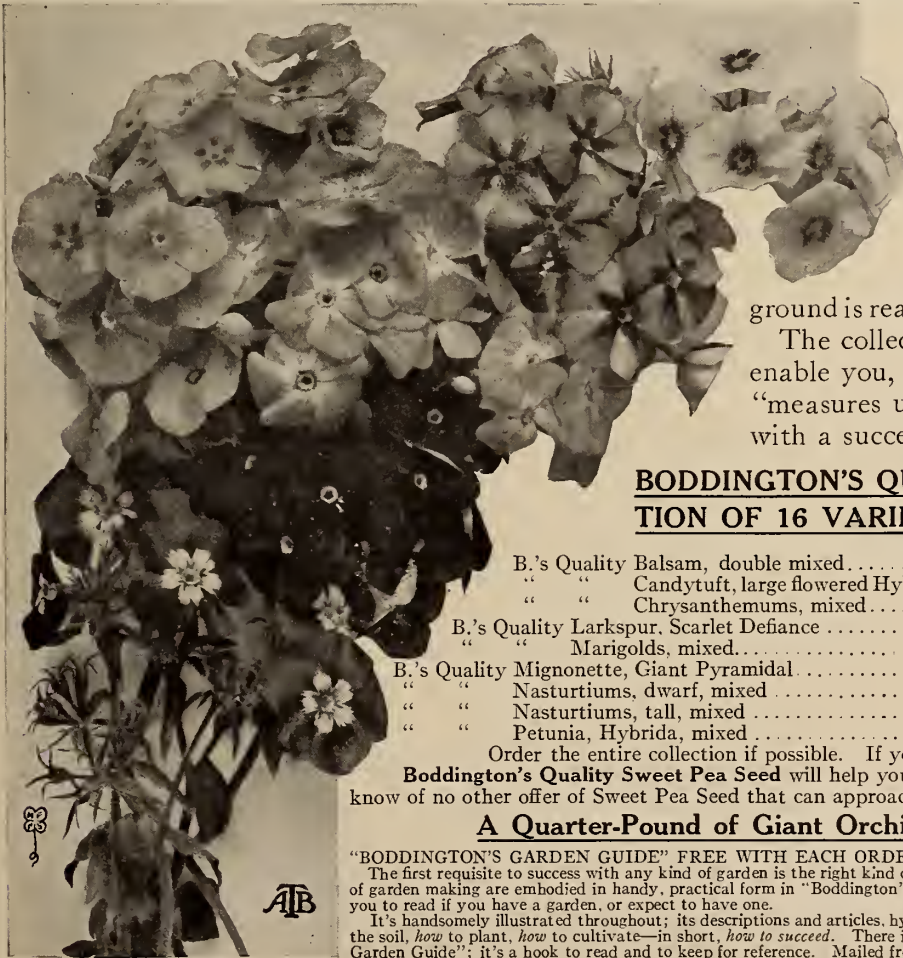 ground is rea
The collec
enable you,
“measures u
with a succe
BODDINGTON'S QU
TION OF 16 VARIE
B.'s Quality Balsam, double mixed.....
“ “ Candytuft, large flowered Hy
“ “ Chrysanthemums, mixed...
B.'s Quality Larkspur, Scarlet Defiance ........
“ “ Marigolds, mixed..............
B.'s Quality Mignonette, Giant Pyramidal..........
“ “ Nasturtiums, dwarf, mixed ............
“ “ Nasturtiums, tall, mixed ..............
“ “ Petunia, Hybrida, mixed ..............
Order the entire collection if possible. If yo
Boddington's Quality Sweet Pea Seed will help you
know of no other offer of Sweet Pea Seed that can approac
A Quarter-Pound of Giant Orchi
“BODDINGTON'S GARDEN GUIDE” FREE WITH EACH ORDE
The first requisite to success with any kind of garden is the right kind o
of garden making are embodied in handy, practical form in “Boddington'
you to read if you have a garden, or expect to have one.
It's handsomely illustrated throughout; its descriptions and articles, by
the soil, how to plant, how to cultivate—in short, how to succeed. There i
Garden Guide”; it's a book to read and to keep for reference. Mailed fr
ATB